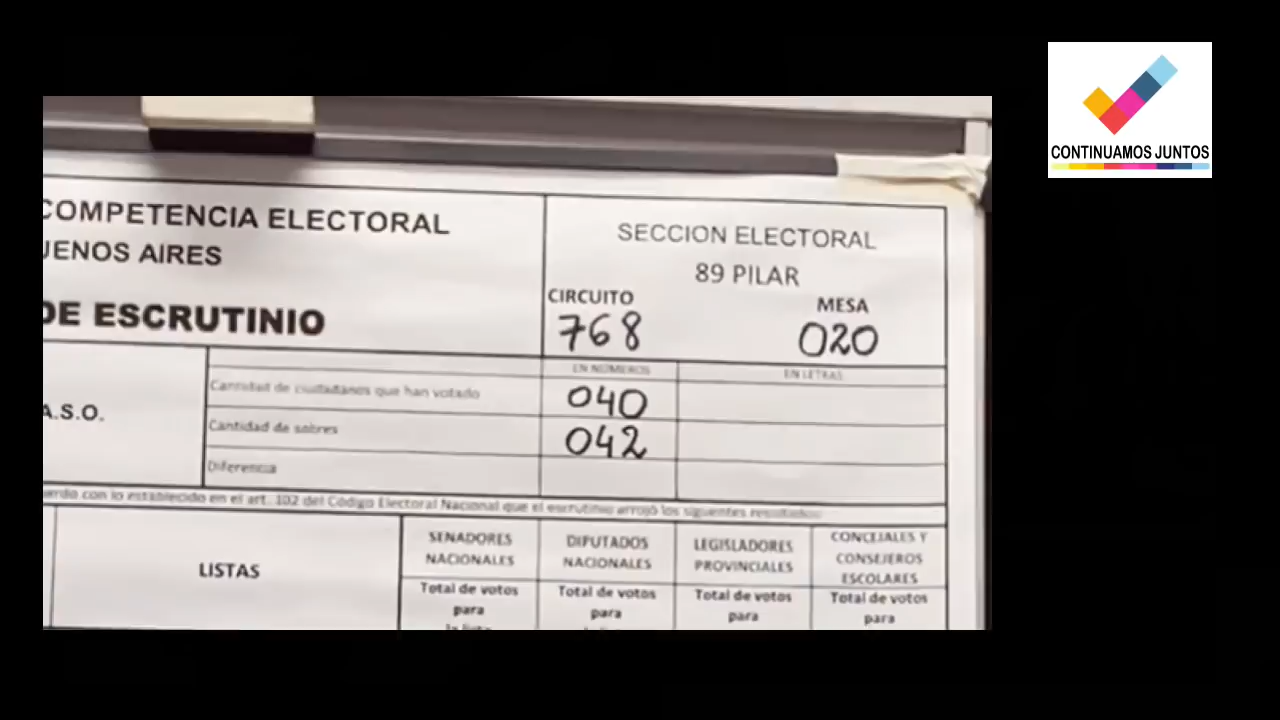 CONTINUAMOS JUNTOS
COMPETENCIA ELECTORAL
UENOS AIRES
DE ESCRUTINIO
SECCION ELECTORAL
89 PILAR
CIRCUITO
MESA
768
020
EN NÚMEROS
EN LETRAS
A.S.O.
Cantidad de ciudadanos que han votado
040
Cantidad de sobres
042
Diferencia
uerdo con lo establecido en el art. 102 del Código Electoral Nacional que el escrutinio arrojó los siguientes resultados:
LISTAS
SENADORES
NACIONALES
DIPUTADOS
NACIONALES
LEGISLADORES
PROVINCIALES
CONCEJALES Y
CONSEJEROS
ESCOLARES
Total de votos
para
Total de votos
para
Total de votos
para
Total de votos
para